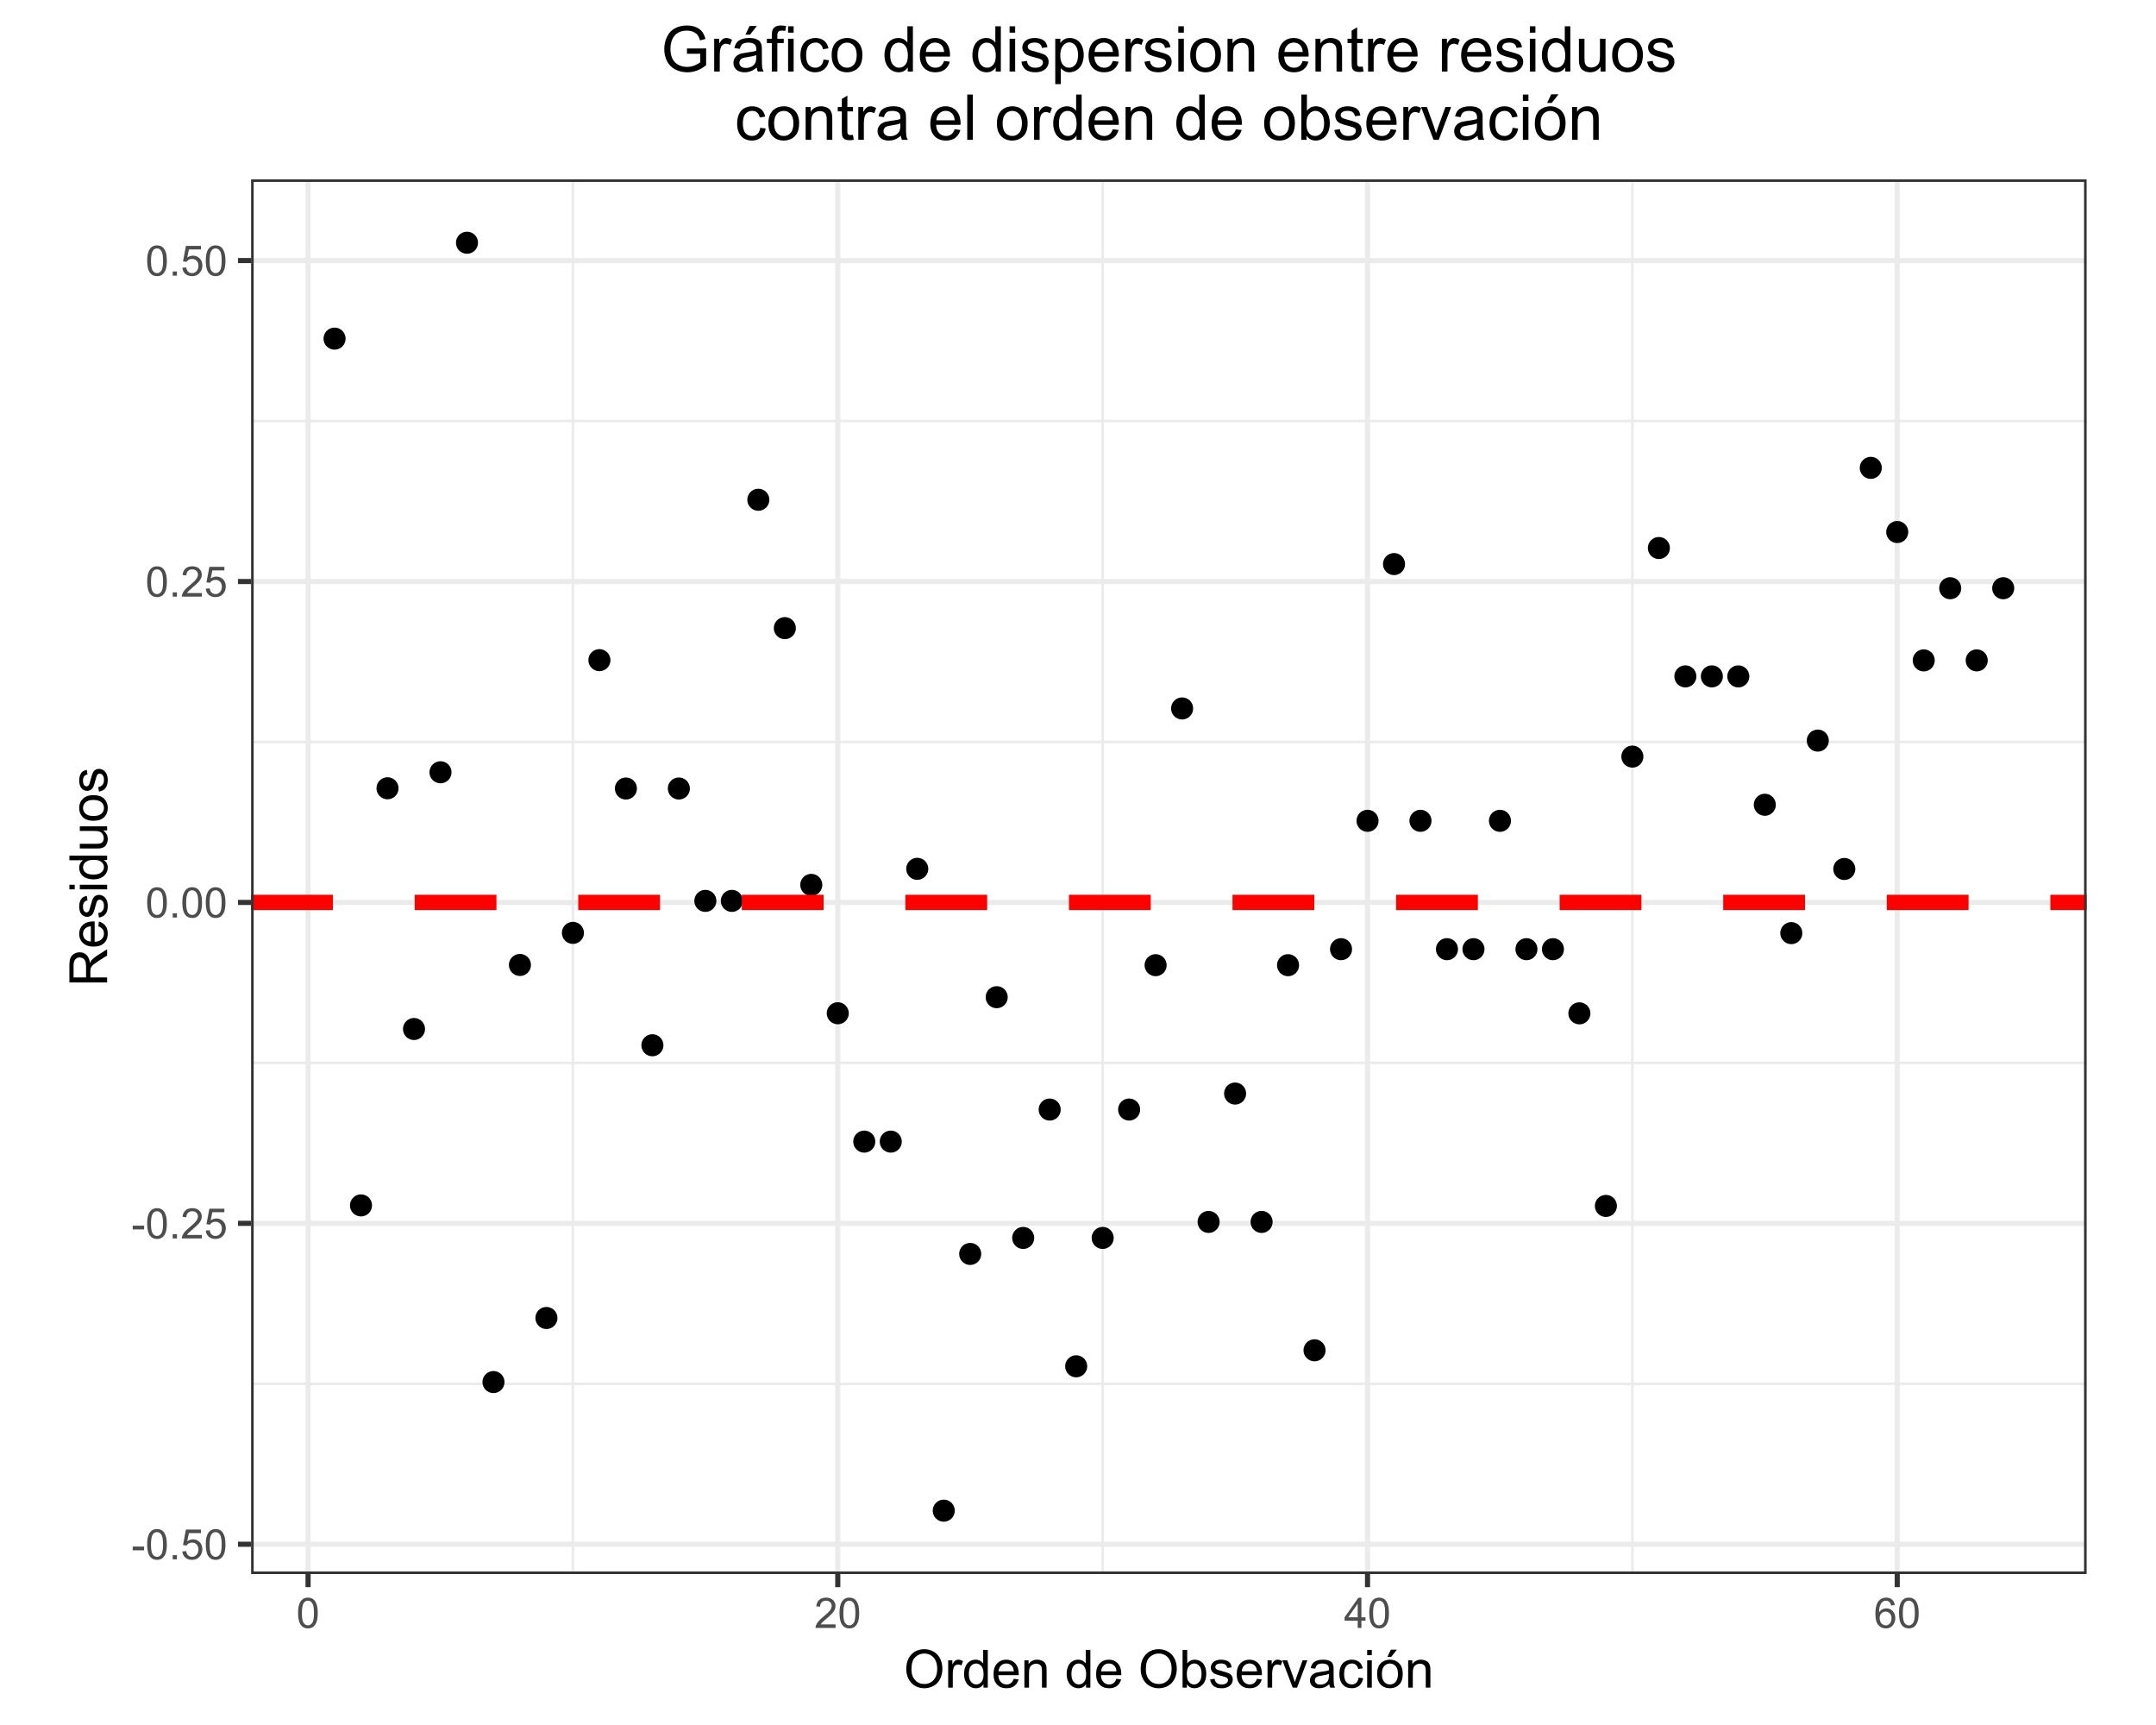 Gráfico de dispersion entre residuos
contra el orden de observación
0.50
0.25
0.00
-0.25
-0.50
Residuos
0 20 40 60
Orden de Observación